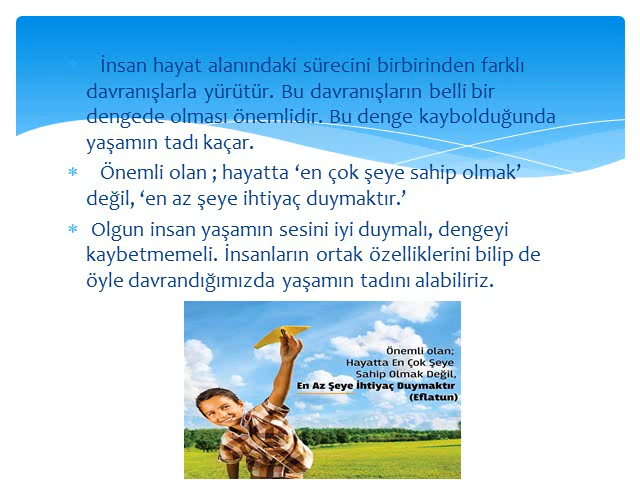 İnsan hayat alanındaki sürecini birbirinden farklı
davranışlarla yürütür. Bu davranışların belli bir
dengede olması önemlidir. Bu denge kaybolduğunda
yaşamın tadı kaçar.
Önemli olan ; hayatta ‘en çok şeye sahip olmak’
değil, ‘en az şeye ihtiyaç duymaktır.’
Olgun insan yaşamın sesini iyi duymalı, dengeyi
kaybetmemeli. İnsanların ortak özelliklerini bilip de
öyle davrandığımızda yaşamın tadını alabiliriz.
Önemli olan;
Hayatta En Çok Şeye
Sahip Olmak Değil,
En Az Şeye İhtiyaç Duymaktır
(Eflatun)